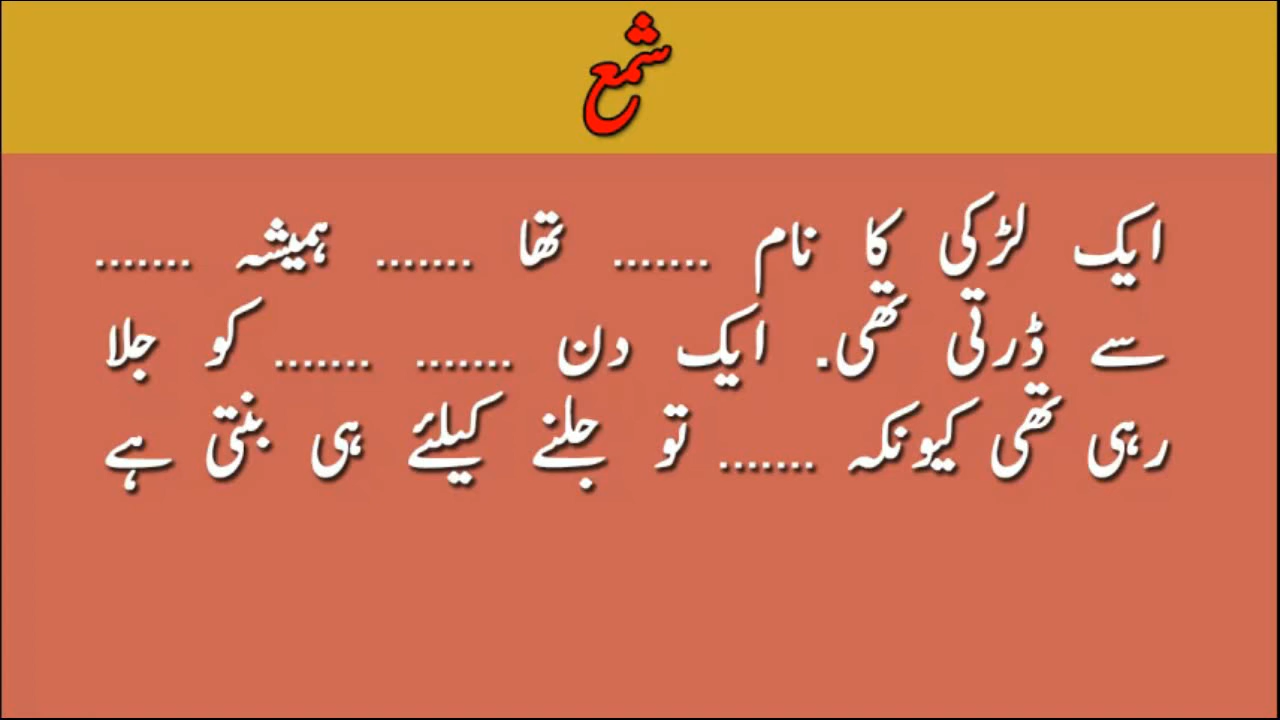 شمع
ایک لڑکی کا نام ....... تھا ....... ہمیشہ .......
سے ڈرتی تھی. ایک دن ....... ....... کو جلا
رہی تھی کیونکہ ....... تو جلنے کیلئے ہی بنتی ہے